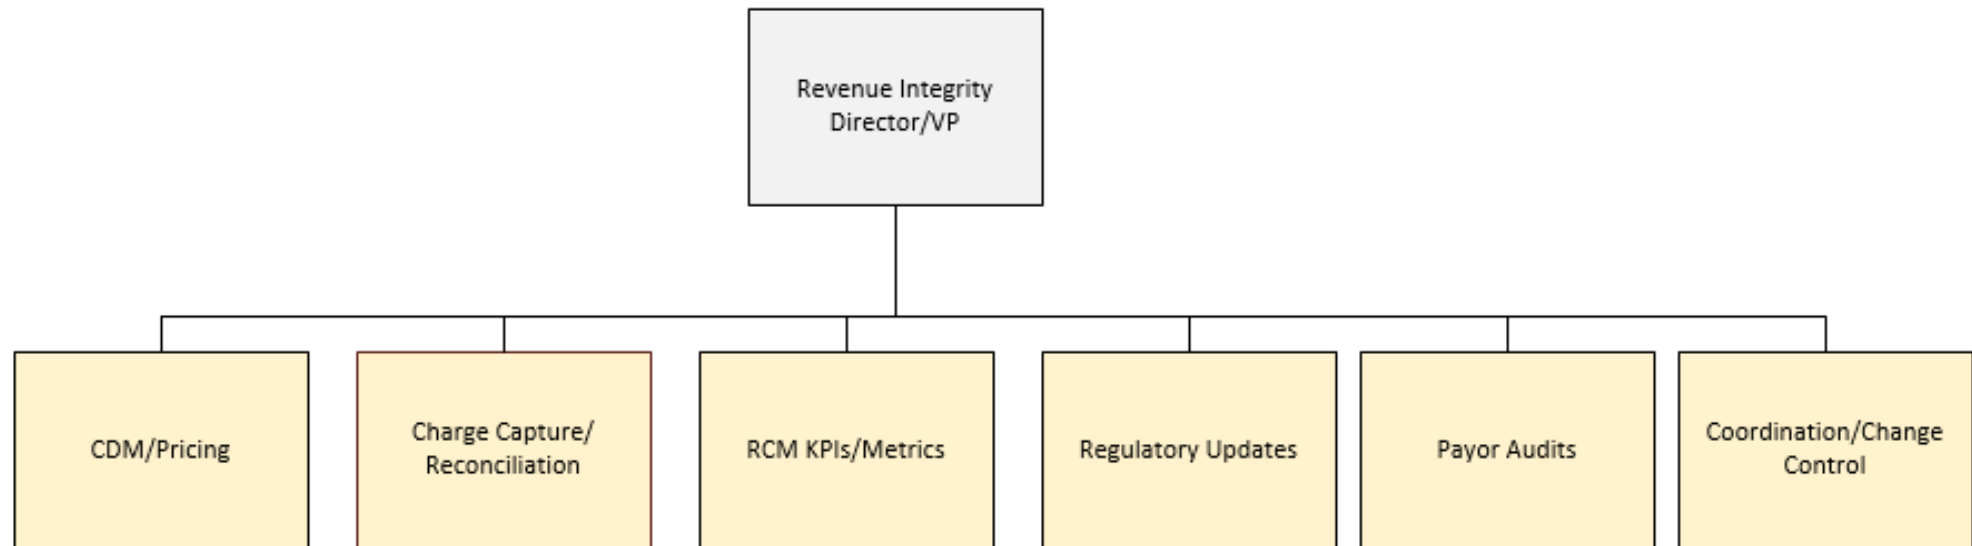 Revenue Integrity
Director/VP
CDM/Pricing
Charge Capture/
Reconciliation
RCM KPIs/Metrics
Regulatory Updates
Payor Audits
Coordination/Change
Control